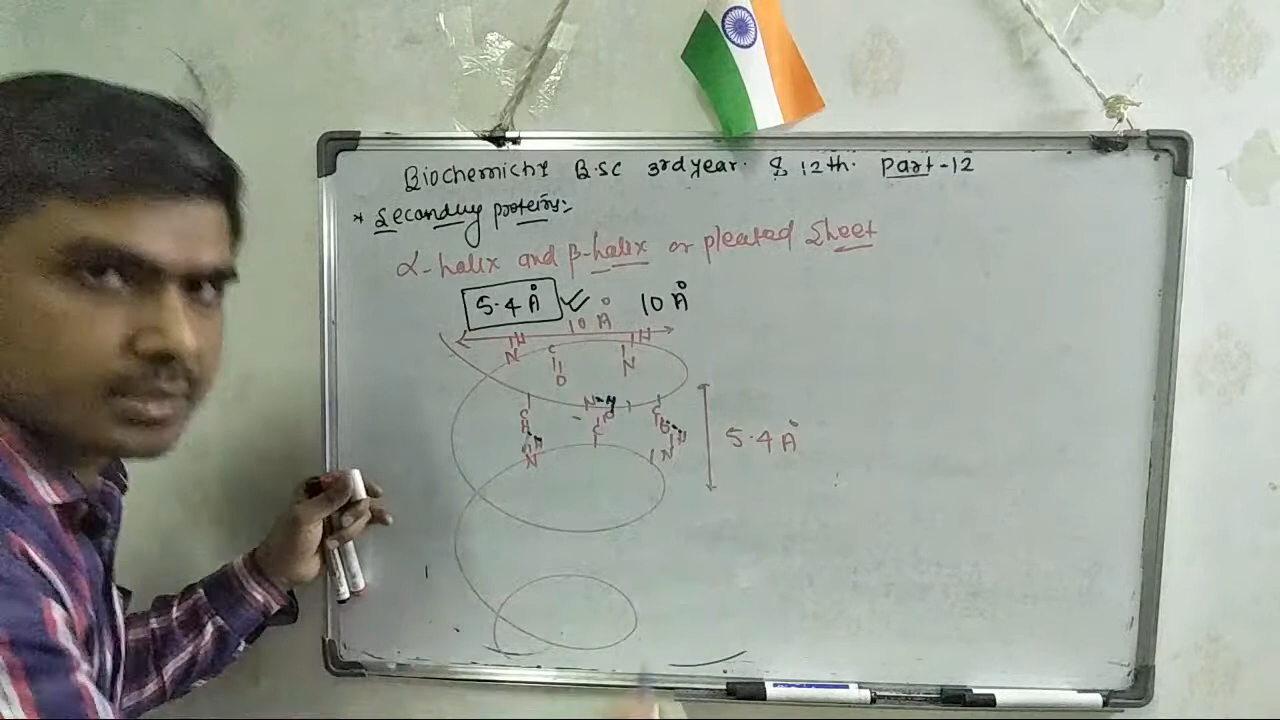 Biochemisty B.SC 3rd year. & 12th. Part-12
* Secondary proteins:-
α-helix and β-helix or pleated Sheet
5.4 Å 10 Å
10 Å
H H
N C N
O
N H
C O C
O C O H
H N
N
5.4 Å